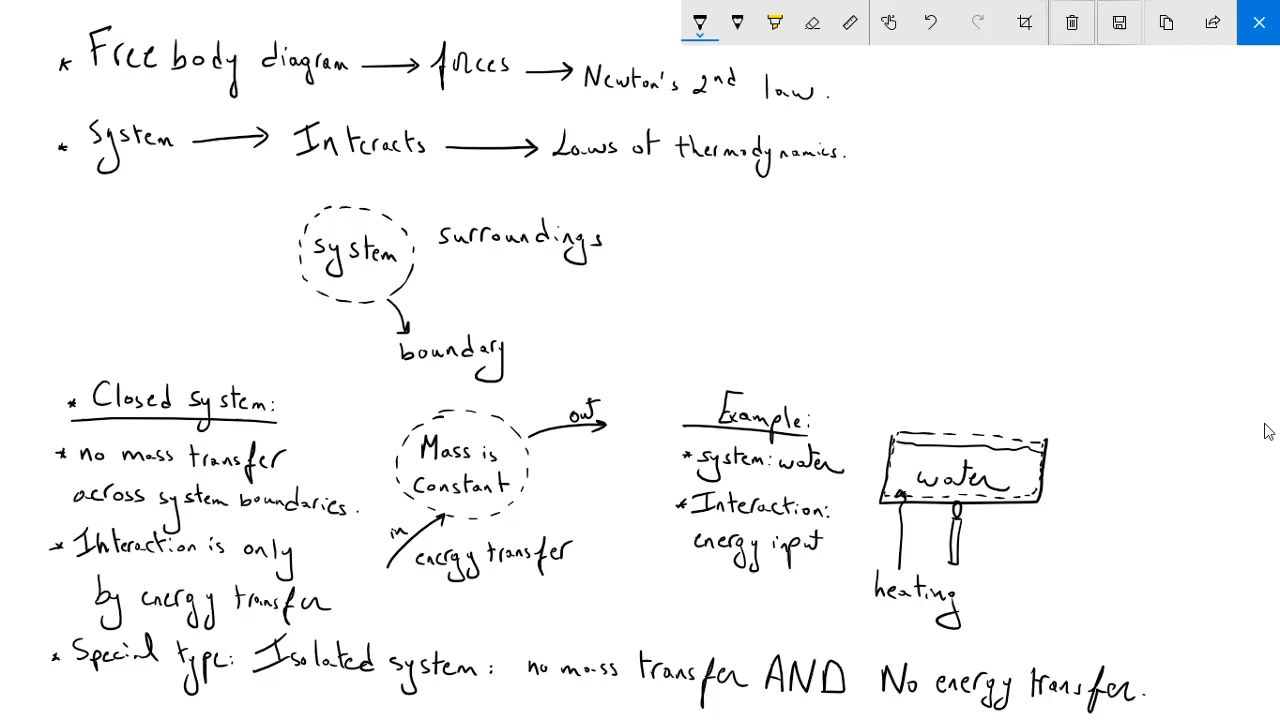 * Free body diagram → forces → Newton's 2nd law.
* System → Interacts → Laws of thermodynamics.
system surroundings
boundary
* Closed system:
* no mass transfer
across system boundaries.
* Interaction is only
by energy transfer
out
Mass is
Constant
in
energy transfer
Example:
* system: water
* Interaction:
energy input
water
heating
* Special type: Isolated system: no mass transfer AND No energy transfer.